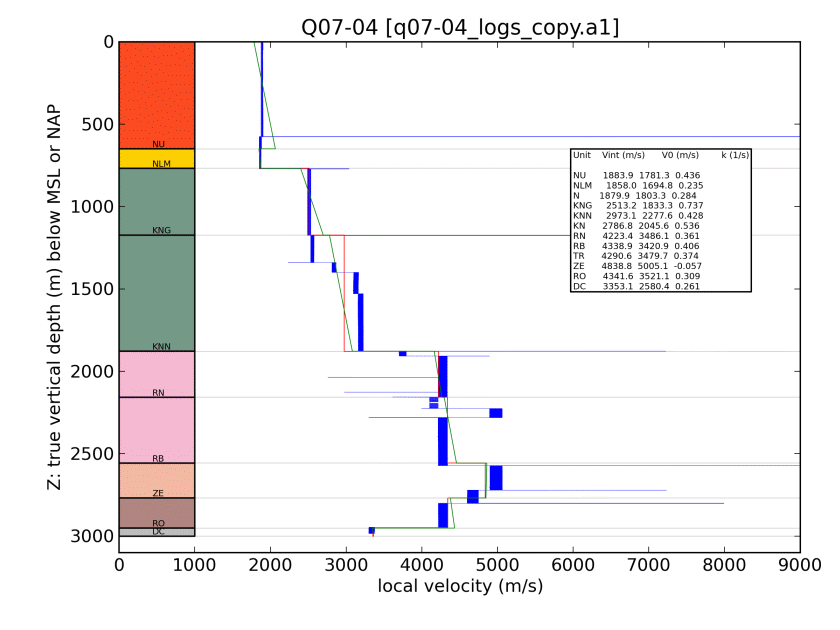 Q07-04 [q07-04_logs_copy.a1]
Z: true vertical depth (m) below MSL or NAP
0
500
1000
1500
2000
2500
3000
NU
NLM
KNG
KNN
RN
RB
ZE
RO
DC
Unit Vint (m/s) V0 (m/s) k (1/s)
NU 1883.9 1781.3 0.436
NLM 1858.0 1694.8 0.235
N 1879.9 1803.3 0.284
KNG 2513.2 1833.3 0.737
KNN 2973.1 2277.6 0.428
KN 2786.8 2045.6 0.536
RN 4223.4 3486.1 0.361
RB 4338.9 3420.9 0.406
TR 4290.6 3479.7 0.374
ZE 4838.8 5005.1 -0.057
RO 4341.6 3521.1 0.309
DC 3353.1 2580.4 0.261
0 1000 2000 3000 4000 5000 6000 7000 8000 9000
local velocity (m/s)